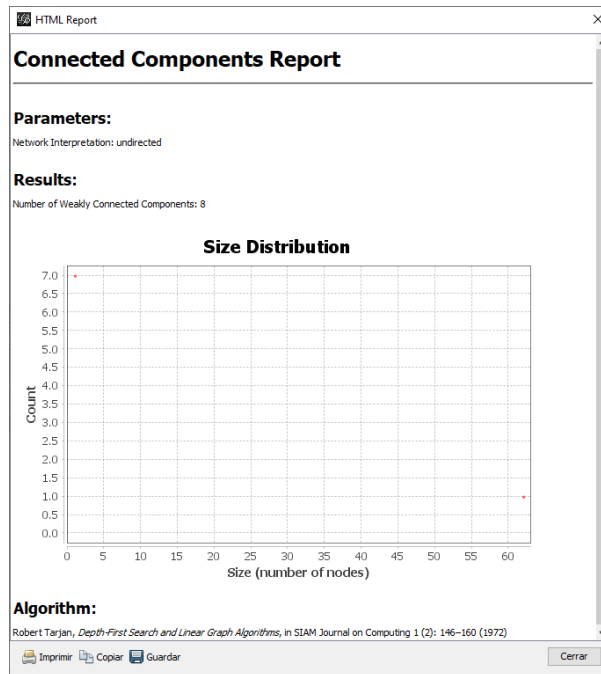 HTML Report
Connected Components Report
Parameters:
Network Interpretation: undirected
Results:
Number of Weakly Connected Components: 8
Size Distribution
7.0
6.5
6.0
5.5
5.0
4.5
4.0
3.5
3.0
2.5
2.0
1.5
1.0
0.5
0.0
Count
0 5 10 15 20 25 30 35 40 45 50 55 60
Size (number of nodes)
Algorithm:
Robert Tarjan, Depth-First Search and Linear Graph Algorithms, in SIAM Journal on Computing 1 (2): 146–160 (1972)
Imprimir Copiar Guardar Cerrar